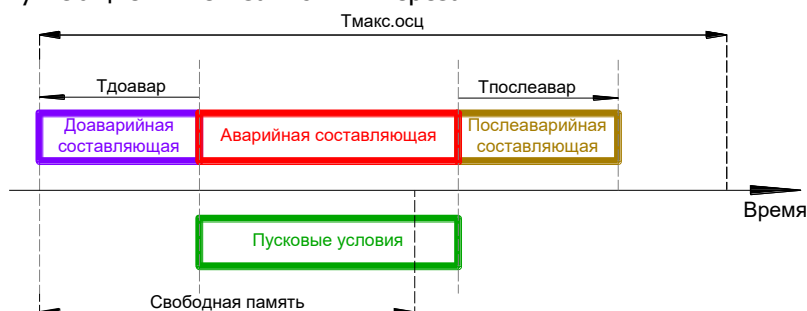 Тмакс.осц
Тдоавар
Тпослеавар
Доаварийная
составляющая
Аварийная составляющая
Послеаварийная
составляющая
Время
Пусковые условия
Свободная память